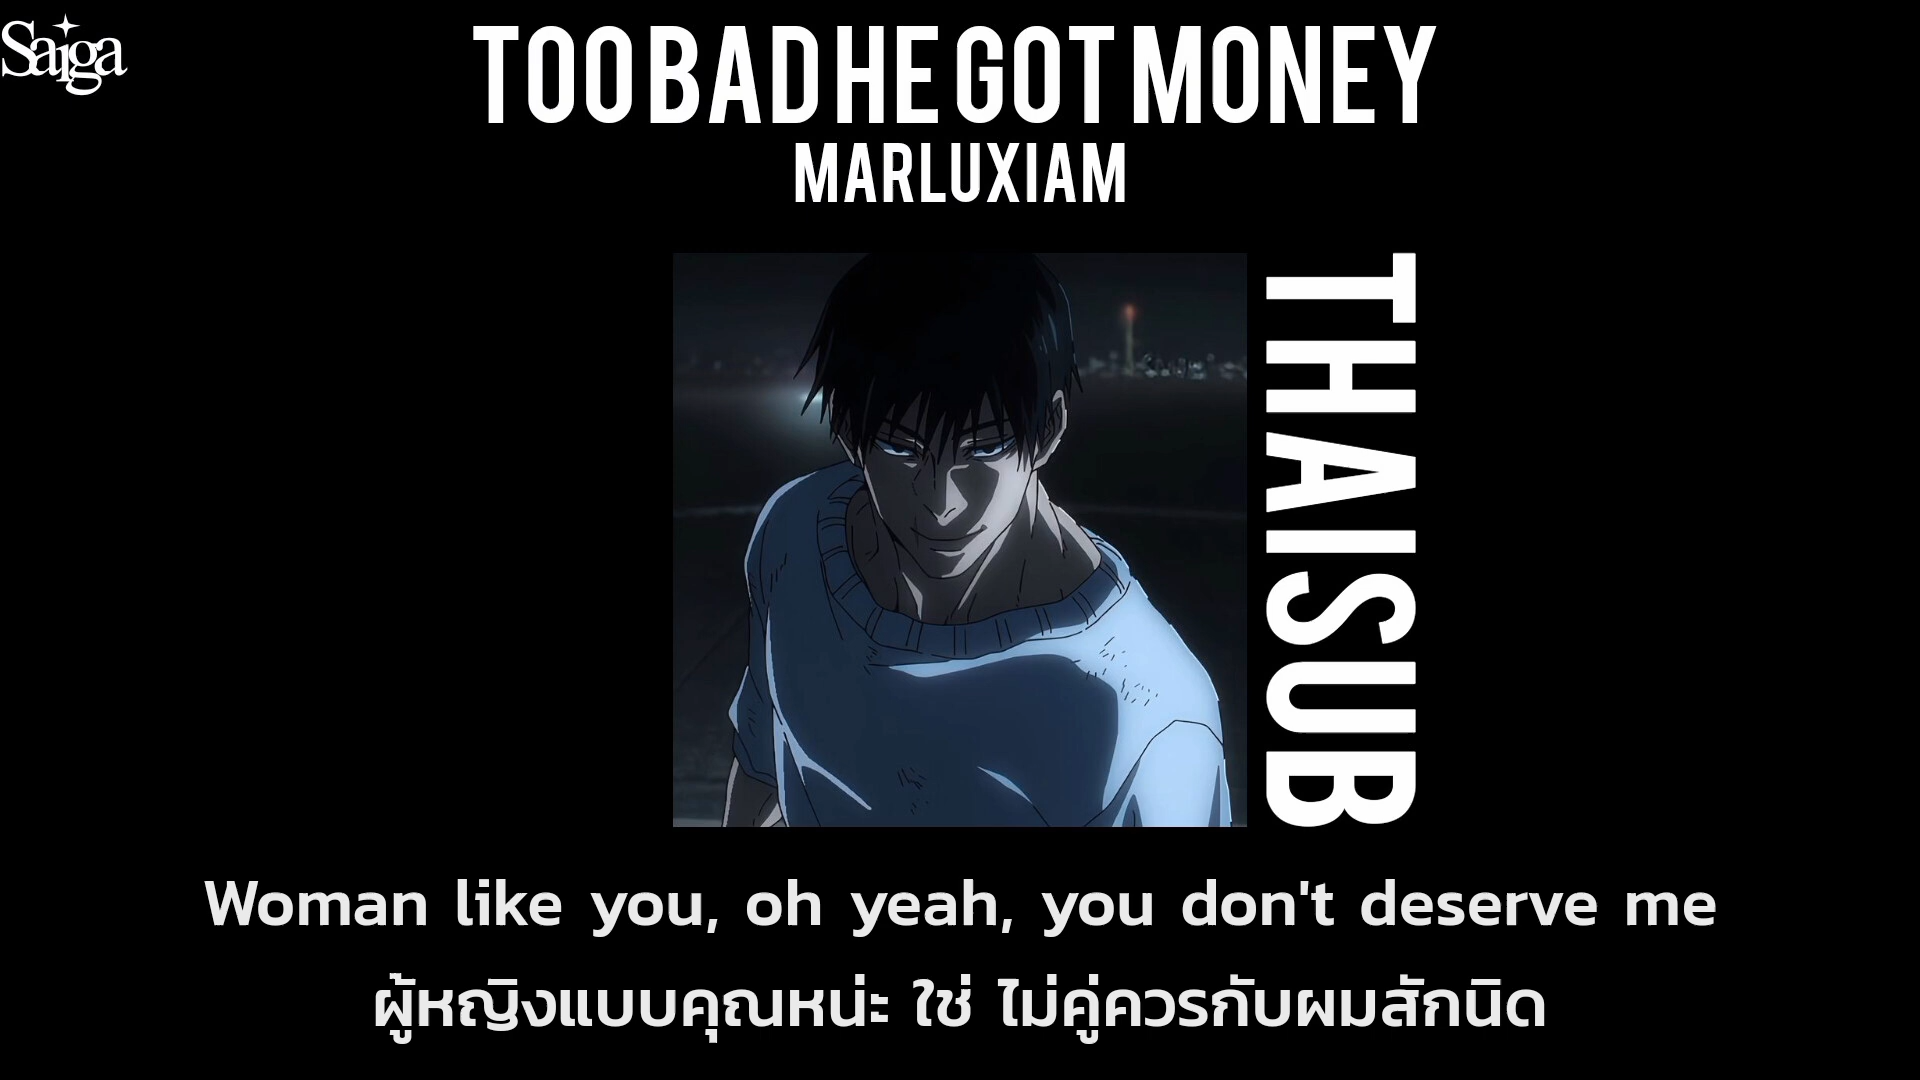 Saiga
TOO BAD HE GOT MONEY
MARLUXIAM
THAISUB
Woman like you, oh yeah, you don't deserve me
ผู้หญิงแบบคุณหน่ะ ใช่ ไม่คู่ควรกับผมสักนิด